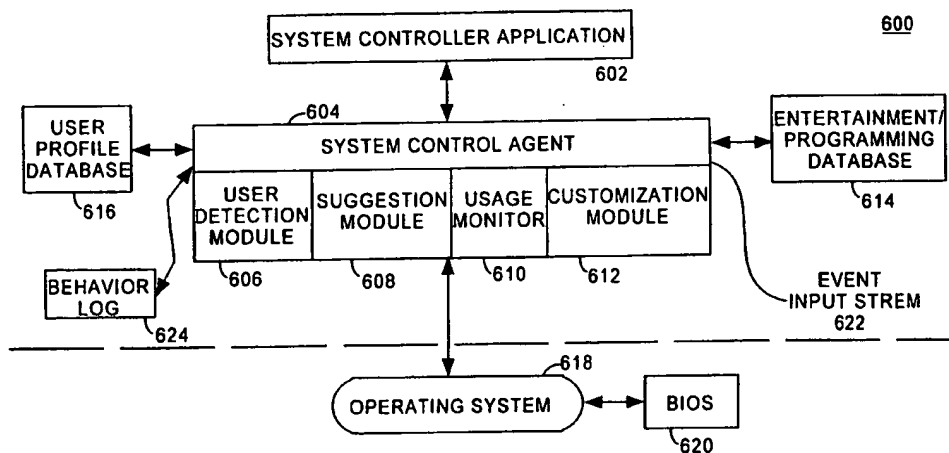 600
SYSTEM CONTROLLER APPLICATION
602
604
USER
PROFILE
DATABASE
616
SYSTEM CONTROL AGENT
ENTERTAINMENT/
PROGRAMMING
DATABASE
614
USER
DETECTION
MODULE
606
SUGGESTION
MODULE
608
USAGE
MONITOR
610
CUSTOMIZATION
MODULE
612
BEHAVIOR
LOG
624
EVENT
INPUT STREM
622
618
OPERATING SYSTEM
BIOS
620